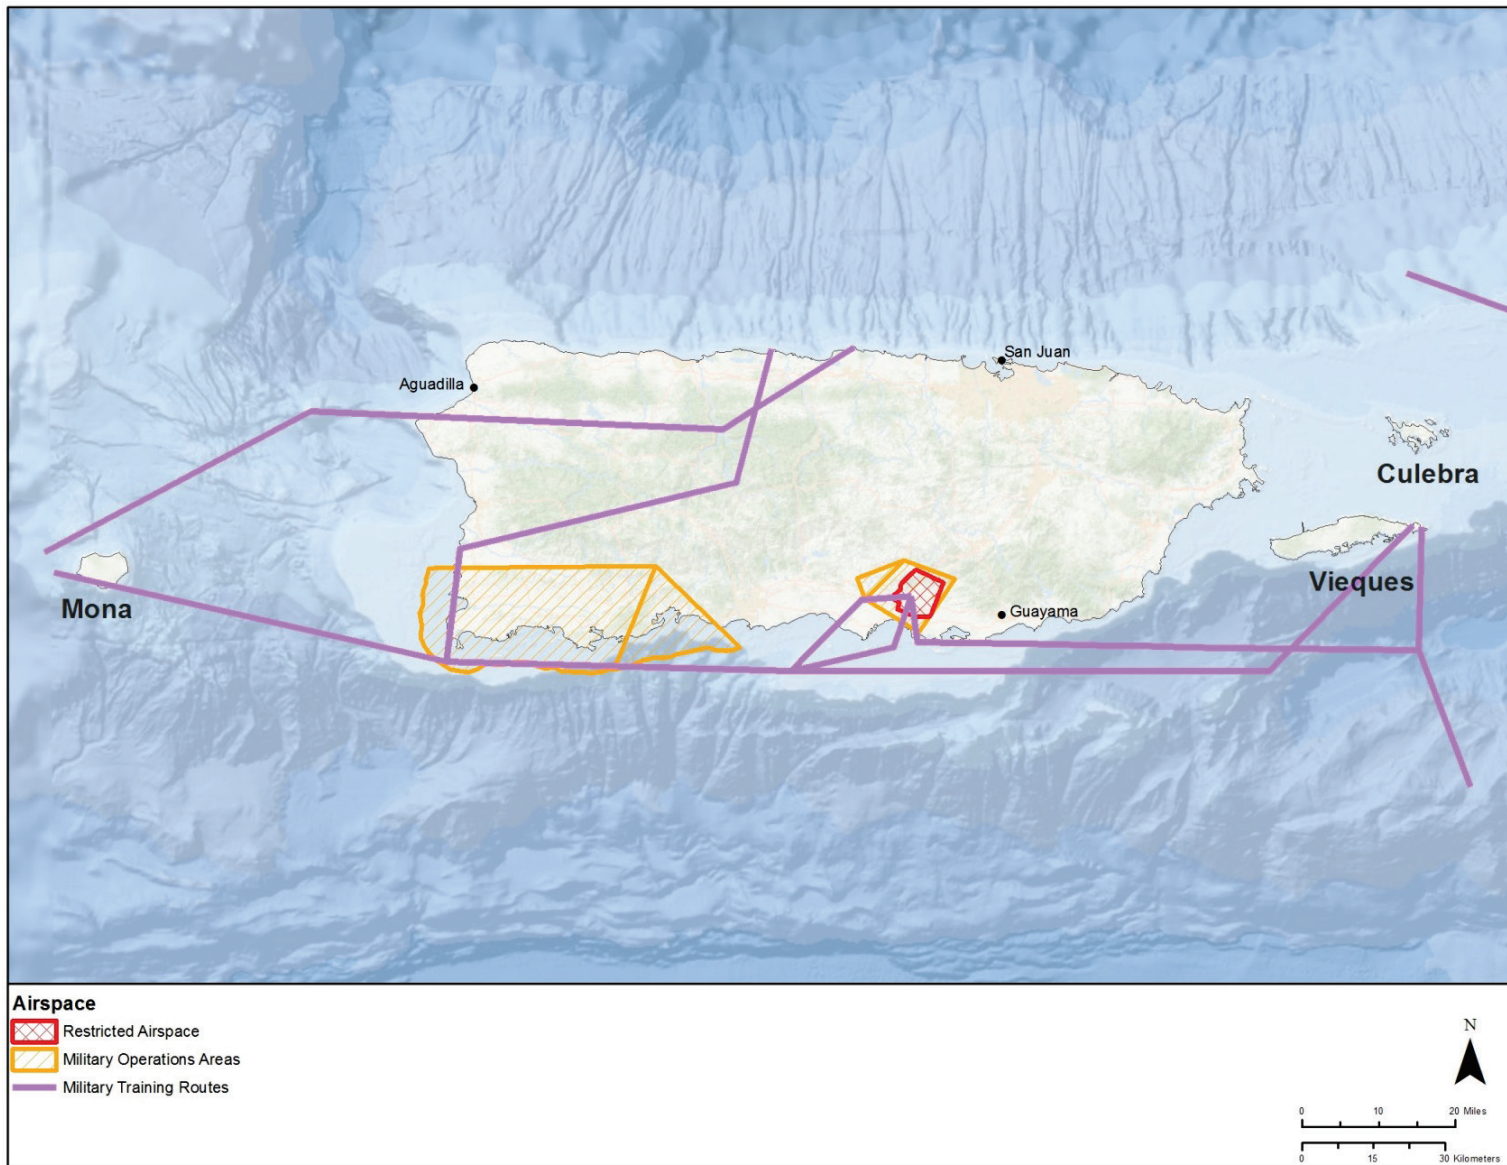 San Juan
Aguadilla
Culebra
Vieques
Mona
Guayama
Airspace
Restricted Airspace
Military Operations Areas
Military Training Routes
N
0 10 20 Miles
0 15 30 Kilometers